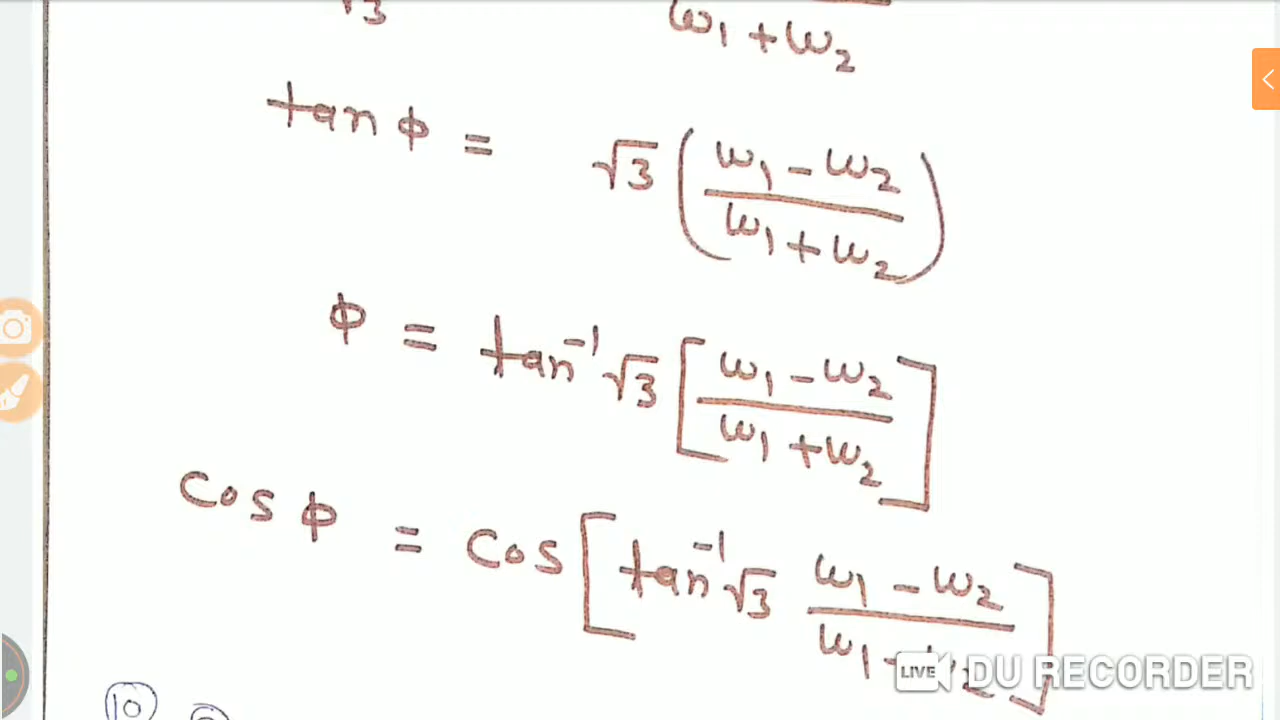 √3 ω1 + ω2
tan φ = √3 ( ω1 - ω2 / ω1 + ω2 )
φ = tan⁻¹ √3 [ ω1 - ω2 / ω1 + ω2 ]
cos φ = cos [ tan⁻¹ √3 ω1 - ω2 / ω1
LIVE DU RECORDER
10